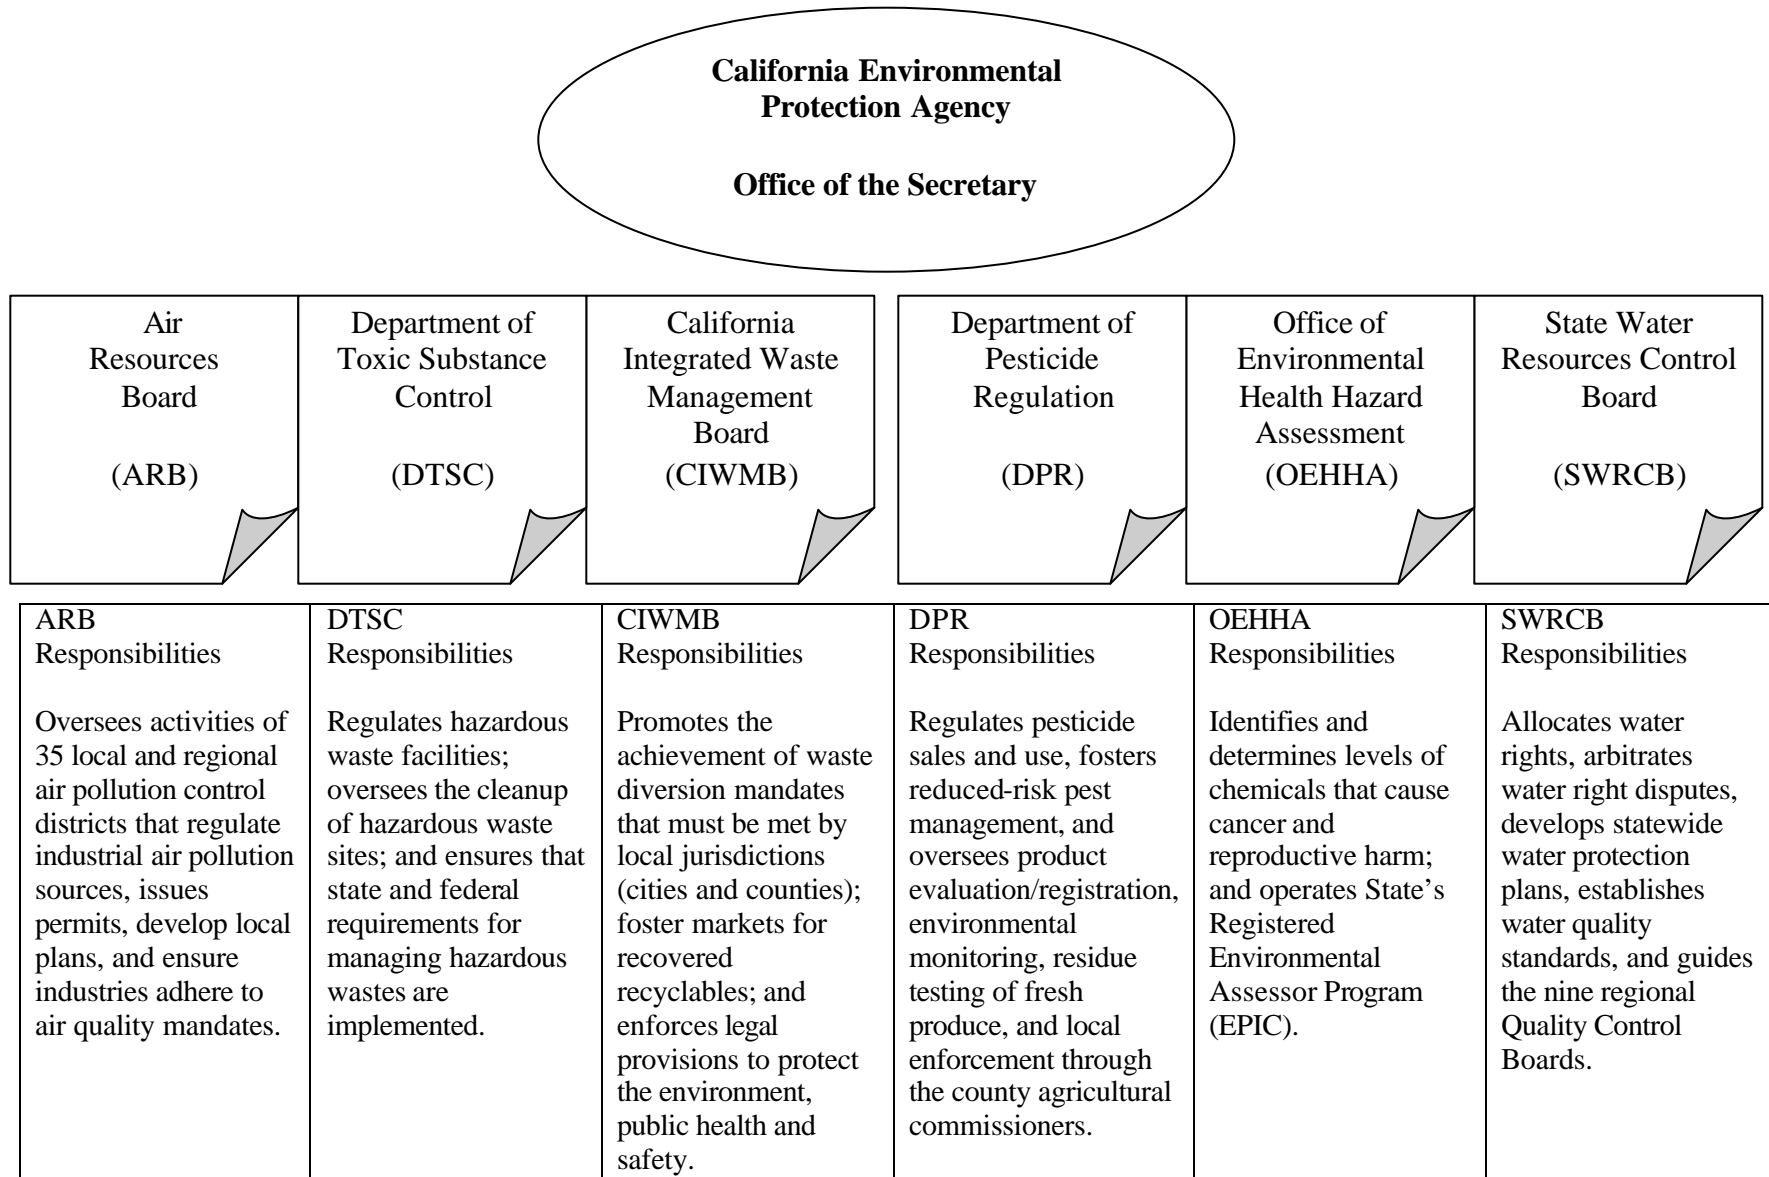 California Environmental
Protection Agency
Office of the Secretary
Air
Resources
Board
(ARB)
Department of
Toxic Substance
Control
(DTSC)
California
Integrated Waste
Management
Board
(CIWMB)
Department of
Pesticide
Regulation
(DPR)
Office of
Environmental
Health Hazard
Assessment
(OEHHA)
State Water
Resources Control
Board
(SWRCB)
ARB
Responsibilities
Oversees activities of
35 local and regional
air pollution control
districts that regulate
industrial air pollution
sources, issues
permits, develop local
plans, and ensure
industries adhere to
air quality mandates.
DTSC
Responsibilities
Regulates hazardous
waste facilities;
oversees the cleanup
of hazardous waste
sites; and ensures that
state and federal
requirements for
managing hazardous
wastes are
implemented.
CIWMB
Responsibilities
Promotes the
achievement of waste
diversion mandates
that must be met by
local jurisdictions
(cities and counties);
foster markets for
recovered
recyclables; and
enforces legal
provisions to protect
the environment,
public health and
safety.
DPR
Responsibilities
Regulates pesticide
sales and use, fosters
reduced-risk pest
management, and
oversees product
evaluation/registration,
environmental
monitoring, residue
testing of fresh
produce, and local
enforcement through
the county agricultural
commissioners.
OEHHA
Responsibilities
Identifies and
determines levels of
chemicals that cause
cancer and
reproductive harm;
and operates State's
Registered
Environmental
Assessor Program
(EPIC).
SWRCB
Responsibilities
Allocates water
rights, arbitrates
water right disputes,
develops statewide
water protection
plans, establishes
water quality
standards, and guides
the nine regional
Quality Control
Boards.